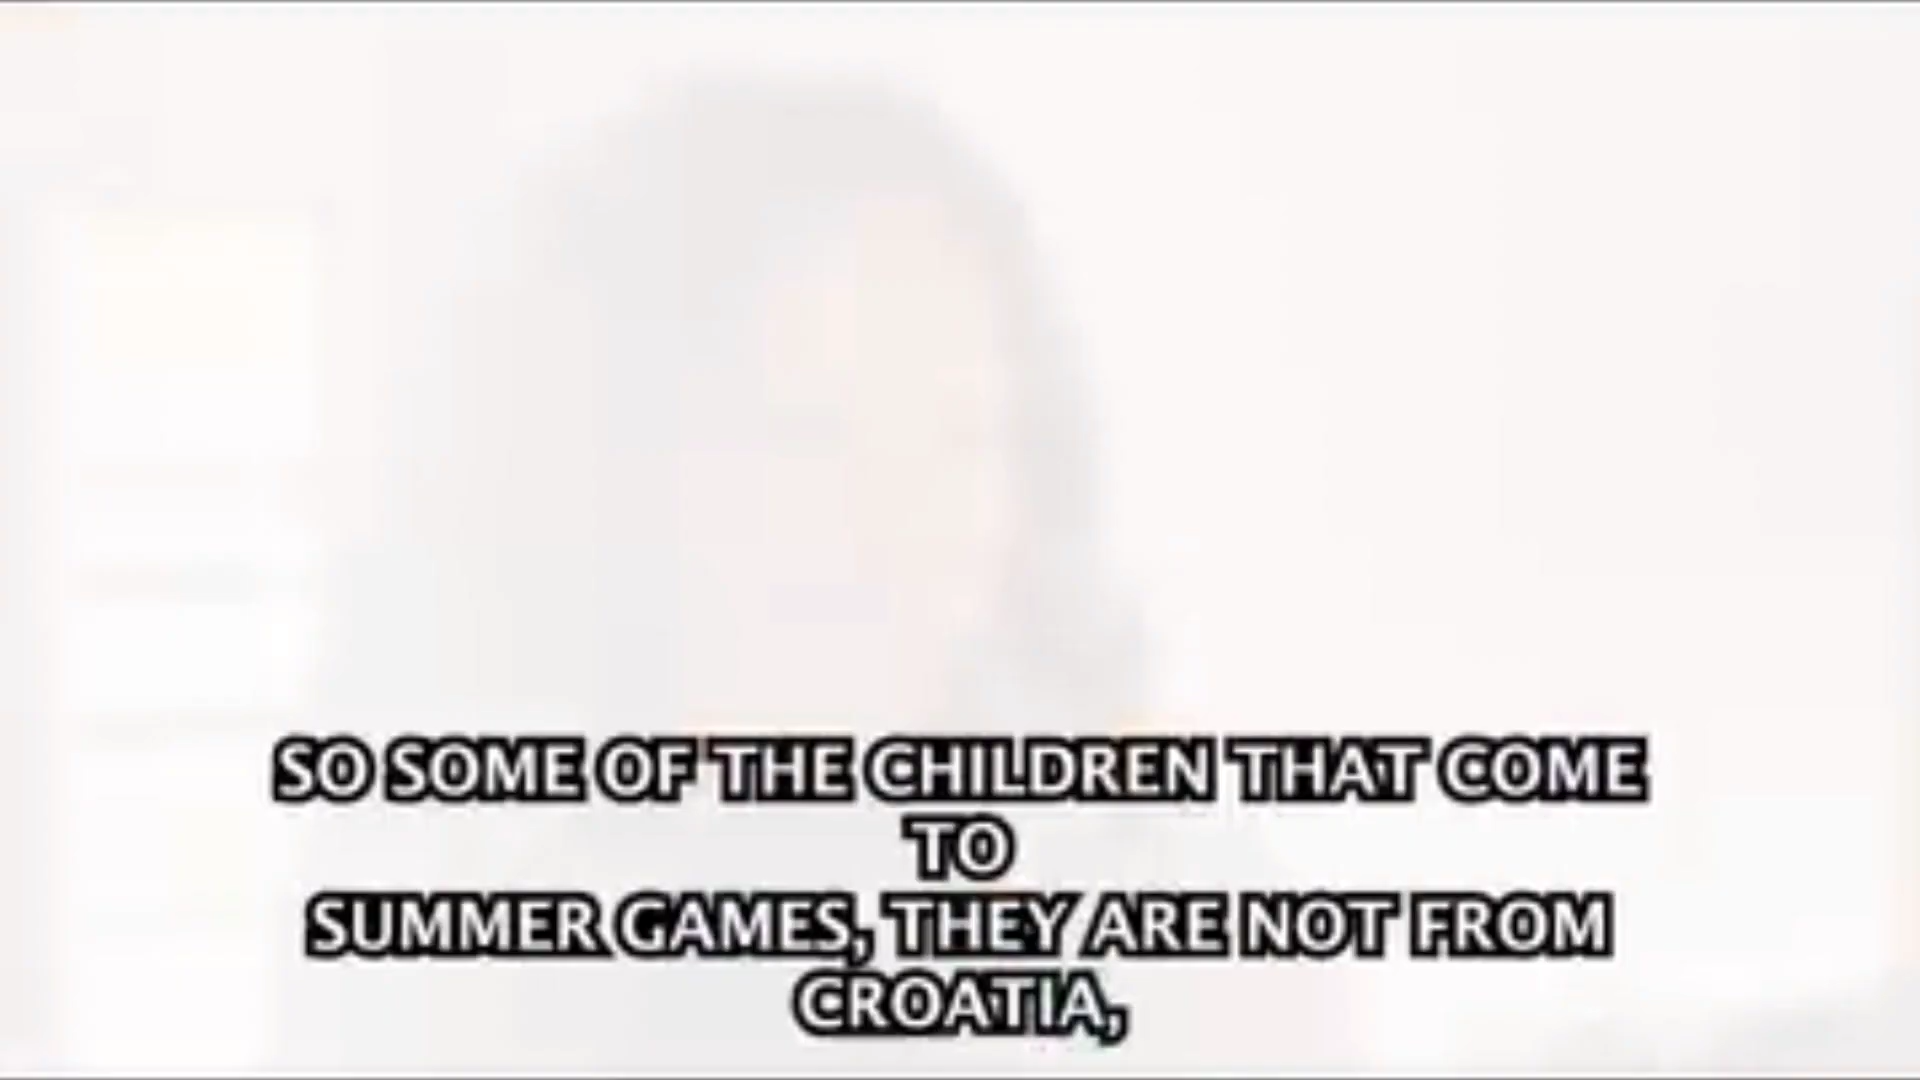 SO SOME OF THE CHILDREN THAT COME
TO
SUMMER GAMES, THEY ARE NOT FROM
CROATIA,